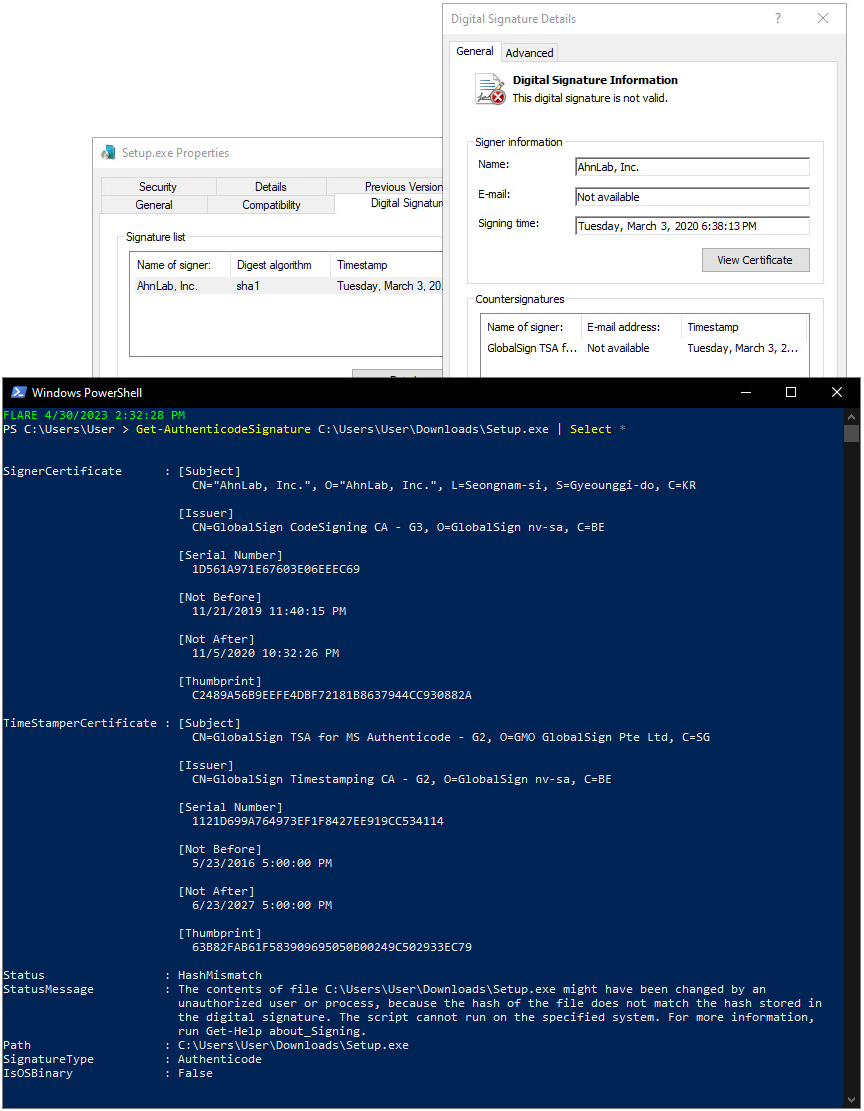 Digital Signature Details
General
Advanced
Digital Signature Information
This digital signature is not valid.
Signer information
Name:
AhnLab, Inc.
E-mail:
Not available
Signing time:
Tuesday, March 3, 2020 6:38:13 PM
View Certificate
Countersignatures
Name of signer: E-mail address: Timestamp
GlobalSign TSA f... Not available Tuesday, March 3, 2...
Setup.exe Properties
Security Details Previous Version
General Compatibility Digital Signature
Signature list
Name of signer: Digest algorithm Timestamp
AhnLab, Inc. sha1 Tuesday, March 3, 20
Windows PowerShell
FLARE 4/30/2023 2:32:28 PM
PS C:\Users\User > Get-AuthenticodeSignature C:\Users\User\Downloads\Setup.exe | Select *
SignerCertificate : [Subject]
CN="AhnLab, Inc.", O="AhnLab, Inc.", L=Seongnam-si, S=Gyeounggi-do, C=KR
[Issuer]
CN=GlobalSign CodeSigning CA - G3, O=GlobalSign nv-sa, C=BE
[Serial Number]
1D561A971E67603E06EEEC69
[Not Before]
11/21/2019 11:40:15 PM
[Not After]
11/5/2020 10:32:26 PM
[Thumbprint]
C2489A56B9EEFE4DBF72181B8637944CC930882A
TimeStamperCertificate : [Subject]
CN=GlobalSign TSA for MS Authenticode - G2, O=GMO GlobalSign Pte Ltd, C=SG
[Issuer]
CN=GlobalSign Timestamping CA - G2, O=GlobalSign nv-sa, C=BE
[Serial Number]
1121D699A764973EF1F8427EE919CC534114
[Not Before]
5/23/2016 5:00:00 PM
[Not After]
6/23/2027 5:00:00 PM
[Thumbprint]
63B82FAB61F583909695050B00249C502933EC79
Status : HashMismatch
StatusMessage : The contents of file C:\Users\User\Downloads\Setup.exe might have been changed by an
unauthorized user or process, because the hash of the file does not match the hash stored in
the digital signature. The script cannot run on the specified system. For more information,
run Get-Help about_Signing.
Path : C:\Users\User\Downloads\Setup.exe
SignatureType : Authenticode
IsOSBinary : False